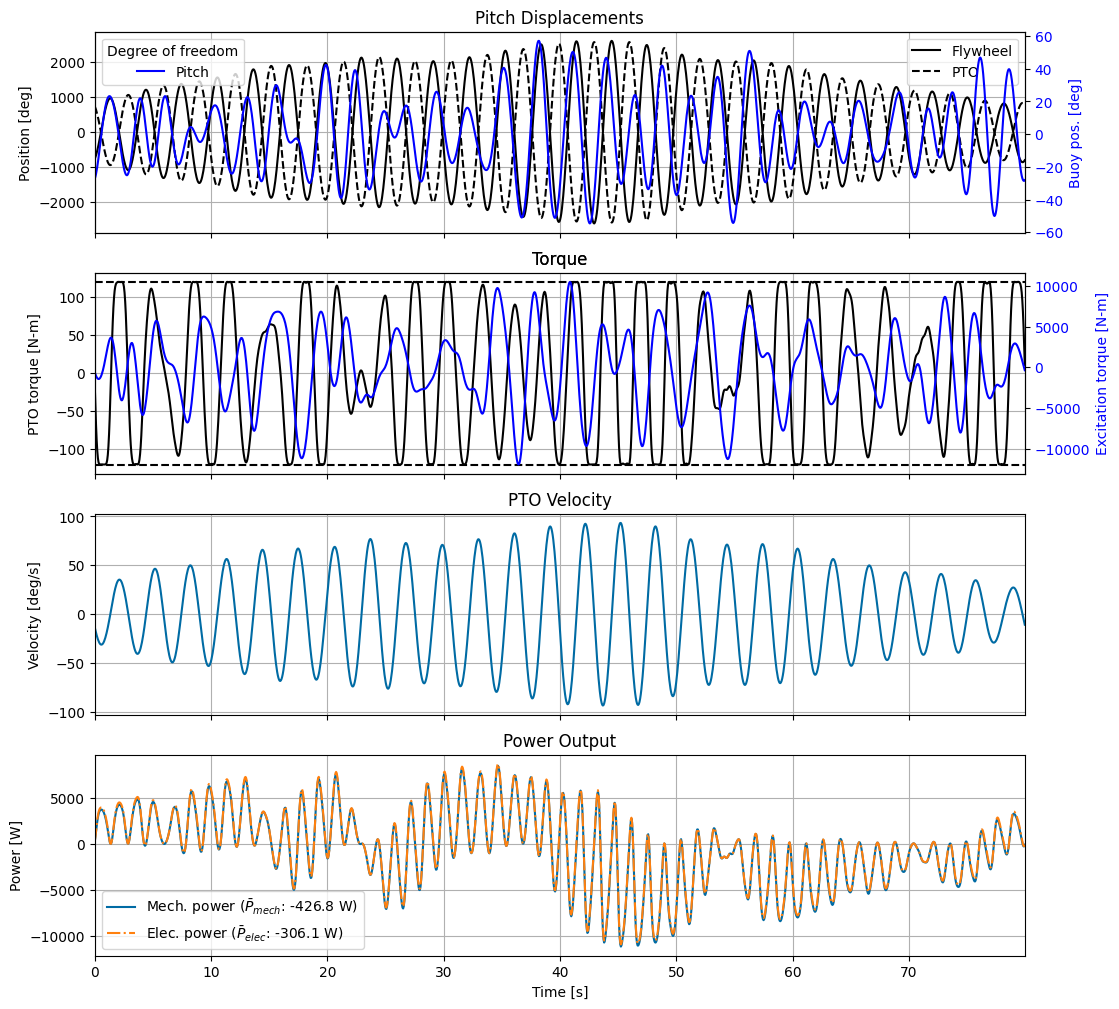 Pitch Displacements
Degree of freedom
Pitch
Flywheel
PTO
Position [deg]
2000
1000
0
−1000
−2000
60
40
20
0
−20
−40
−60
Buoy pos. [deg]
Torque
PTO torque [N-m]
100
50
0
−50
−100
10000
5000
0
−5000
−10000
Excitation torque [N-m]
PTO Velocity
Velocity [deg/s]
100
50
0
−50
−100
Power Output
Power [W]
5000
0
−5000
−10000
Mech. power (P̄mech: -426.8 W)
Elec. power (P̄elec: -306.1 W)
0 10 20 30 40 50 60 70
Time [s]